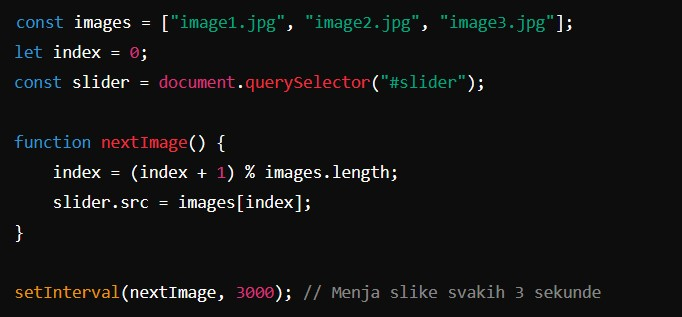 const images = ["image1.jpg", "image2.jpg", "image3.jpg"];
let index = 0;
const slider = document.querySelector("#slider");
function nextImage() {
index = (index + 1) % images.length;
slider.src = images[index];
}
setInterval(nextImage, 3000); // Menja slike svakih 3 sekunde